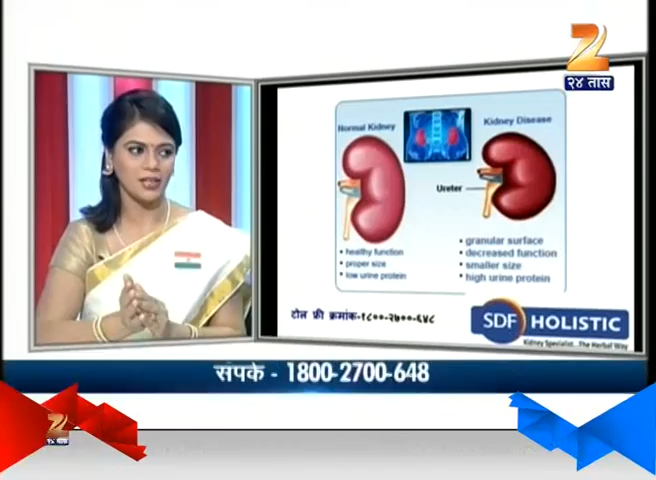 Z
२४ तास
Normal Kidney
Kidney Disease
Ureter
• healthy function
• proper size
• low urine protein
• granular surface
• decreased function
• smaller size
• high urine protein
टोल फ्री क्रमांक-१८००-२७००-६४८
SDF HOLISTIC
Kidney Specialist...The Herbal Way
संपर्क - 1800-2700-648
Z
२४ तास